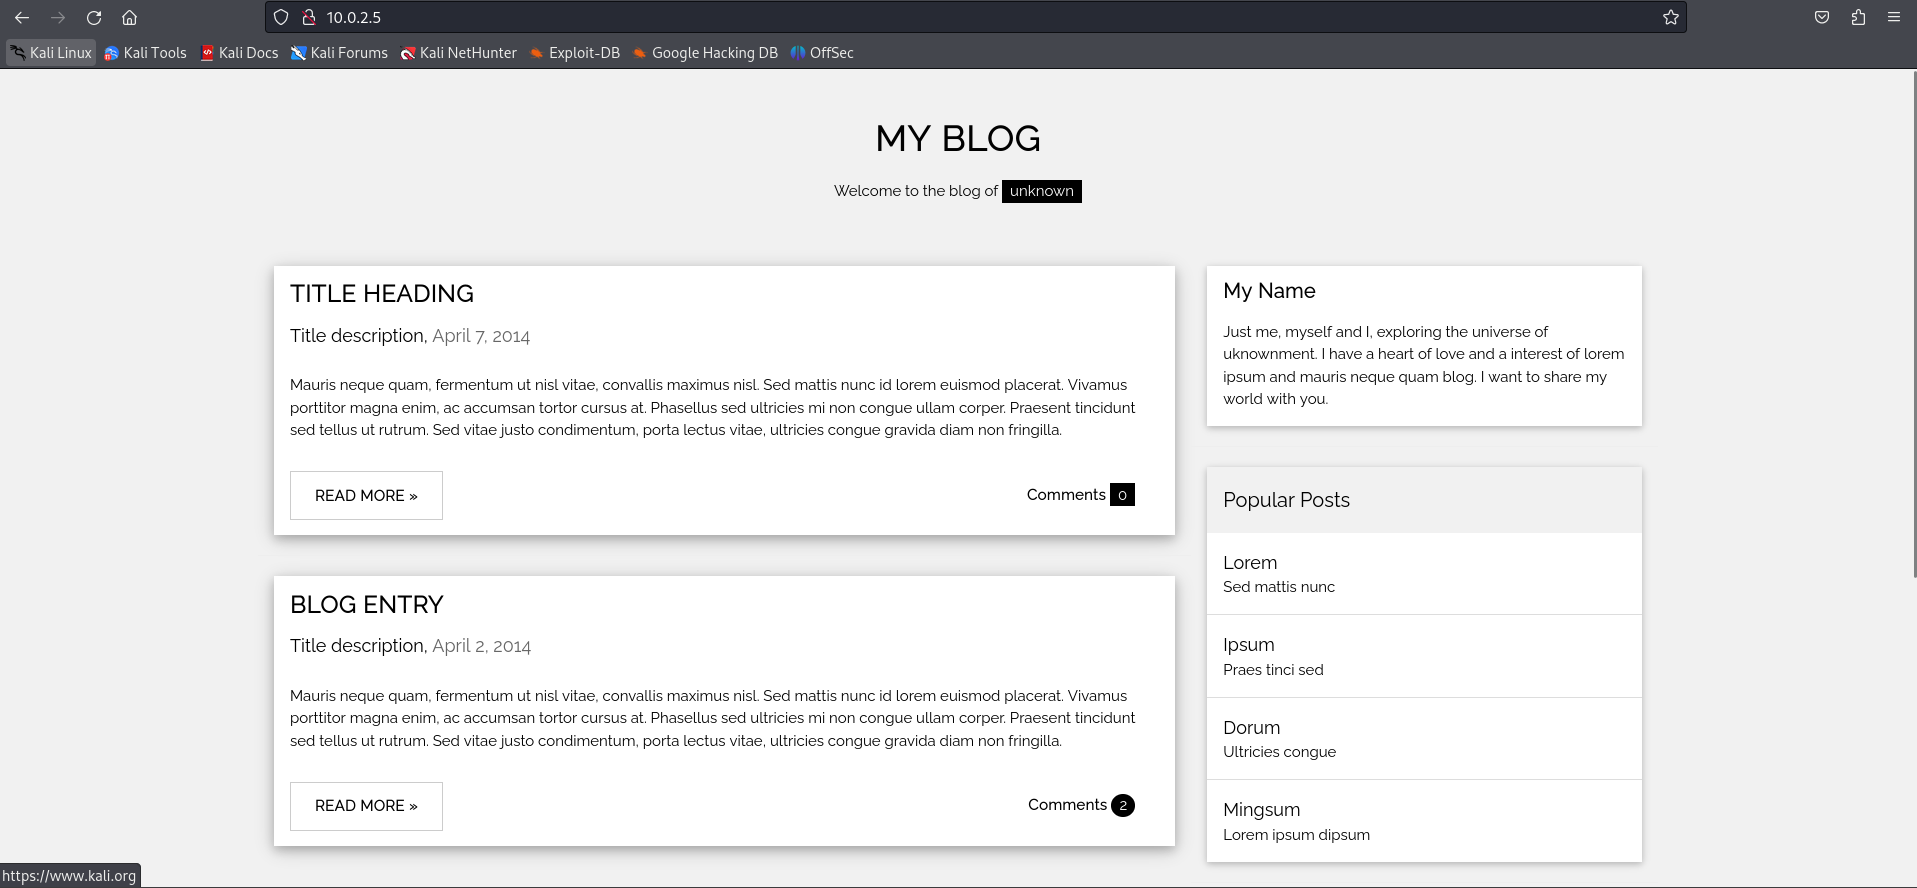 10.0.2.5
Kali Linux Kali Tools Kali Docs Kali Forums Kali NetHunter Exploit-DB Google Hacking DB OffSec
MY BLOG
Welcome to the blog of unknown
TITLE HEADING
Title description, April 7, 2014
Mauris neque quam, fermentum ut nisl vitae, convallis maximus nisl. Sed mattis nunc id lorem euismod placerat. Vivamus
porttitor magna enim, ac accumsan tortor cursus at. Phasellus sed ultricies mi non congue ullam corper. Praesent tincidunt
sed tellus ut rutrum. Sed vitae justo condimentum, porta lectus vitae, ultricies congue gravida diam non fringilla.
READ MORE »
Comments 0
BLOG ENTRY
Title description, April 2, 2014
Mauris neque quam, fermentum ut nisl vitae, convallis maximus nisl. Sed mattis nunc id lorem euismod placerat. Vivamus
porttitor magna enim, ac accumsan tortor cursus at. Phasellus sed ultricies mi non congue ullam corper. Praesent tincidunt
sed tellus ut rutrum. Sed vitae justo condimentum, porta lectus vitae, ultricies congue gravida diam non fringilla.
READ MORE »
Comments 2
My Name
Just me, myself and I, exploring the universe of
uknownment. I have a heart of love and a interest of lorem
ipsum and mauris neque quam blog. I want to share my
world with you.
Popular Posts
Lorem
Sed mattis nunc
Ipsum
Praes tinci sed
Dorum
Ultricies congue
Mingsum
Lorem ipsum dipsum
https://www.kali.org